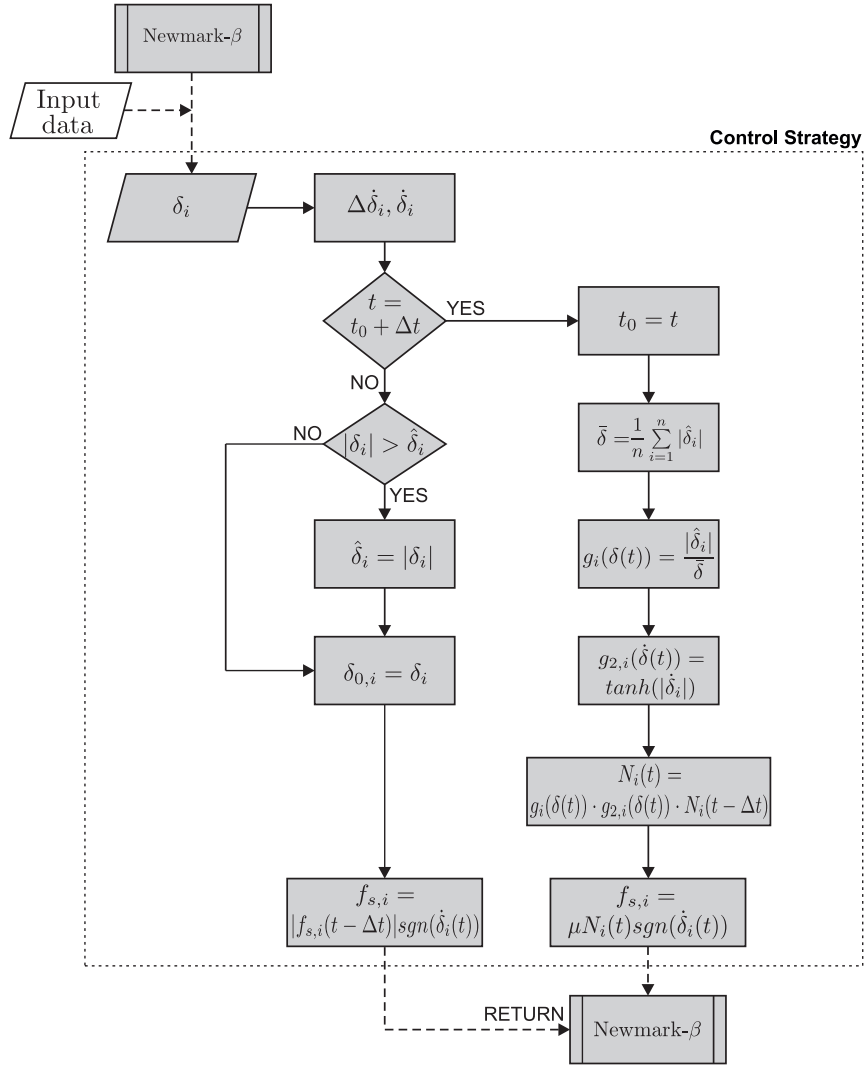 Newmark-β
Input
data
Control Strategy
δ_i
Δδ̇_i, δ̇_i
t =
t_0 + Δt
YES
t_0 = t
NO
δ̄ = 1/n ∑_{i=1}^{n} |δ̂_i|
NO
|δ_i| > δ̂_i
YES
δ̂_i = |δ_i|
g_i(δ(t)) = |δ̂_i| / δ̄
δ_{0,i} = δ_i
g_{2,i}(δ̇(t)) =
tanh(|δ̇_i|)
N_i(t) =
g_i(δ(t)) · g_{2,i}(δ(t)) · N_i(t − Δt)
f_{s,i} =
|f_{s,i}(t − Δt)|sgn(δ̇_i(t))
f_{s,i} =
μN_i(t)sgn(δ̇_i(t))
RETURN
Newmark-β